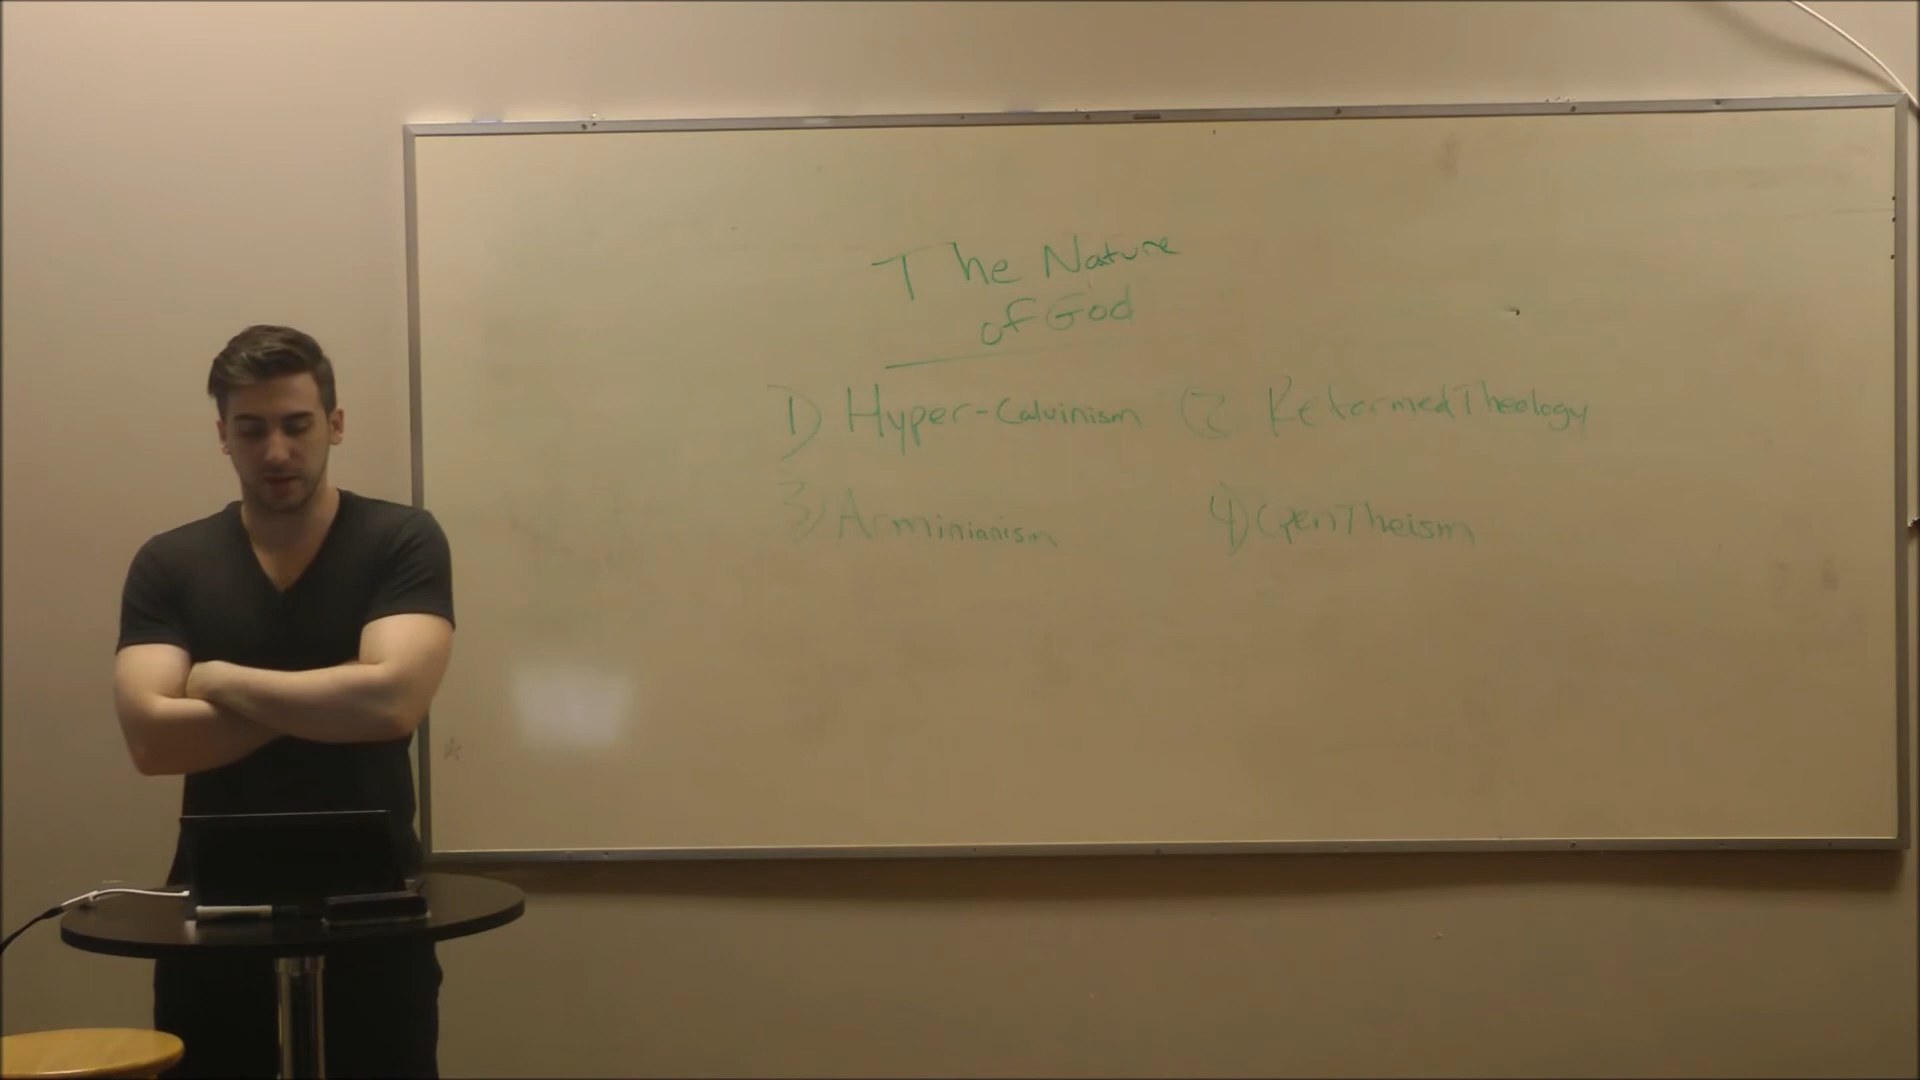 The Nature
of God
1) Hyper-Calvinism 2 Reformed Theology
3) Arminianism 4) Open Theism